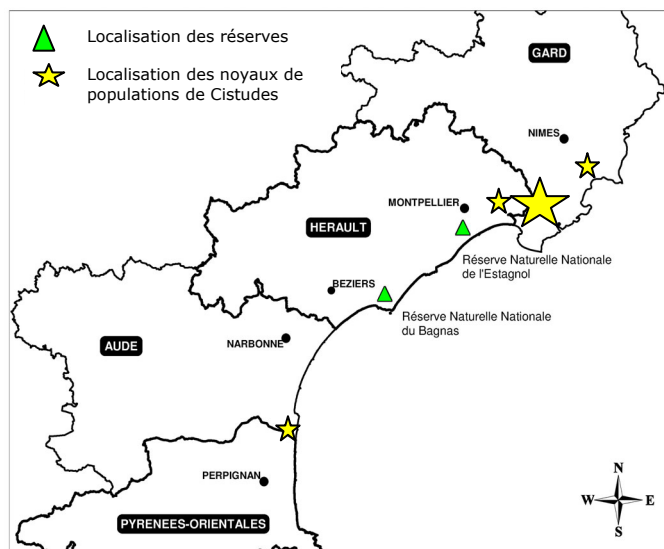 Localisation des réserves
Localisation des noyaux de
populations de Cistudes
GARD
NIMES
MONTPELLIER
HERAULT
Réserve Naturelle Nationale
de l'Estagnol
BEZIERS
Réserve Naturelle Nationale
du Bagnas
NARBONNE
AUDE
PERPIGNAN
PYRENEES-ORIENTALES
N
W
E
S